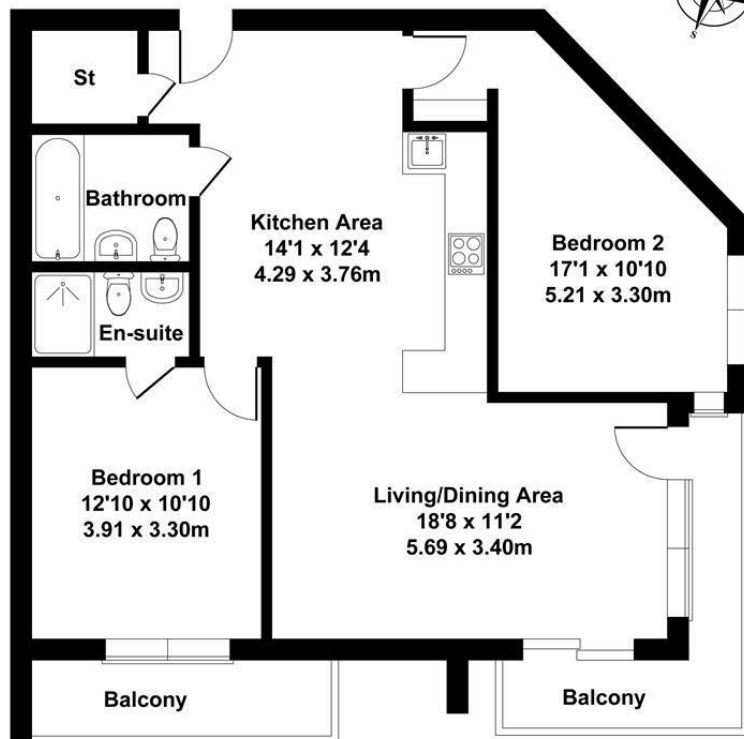 S
St
Bathroom
Kitchen Area
14'1 x 12'4
4.29 x 3.76m
Bedroom 2
17'1 x 10'10
5.21 x 3.30m
En-suite
Bedroom 1
12'10 x 10'10
3.91 x 3.30m
Living/Dining Area
18'8 x 11'2
5.69 x 3.40m
Balcony
Balcony